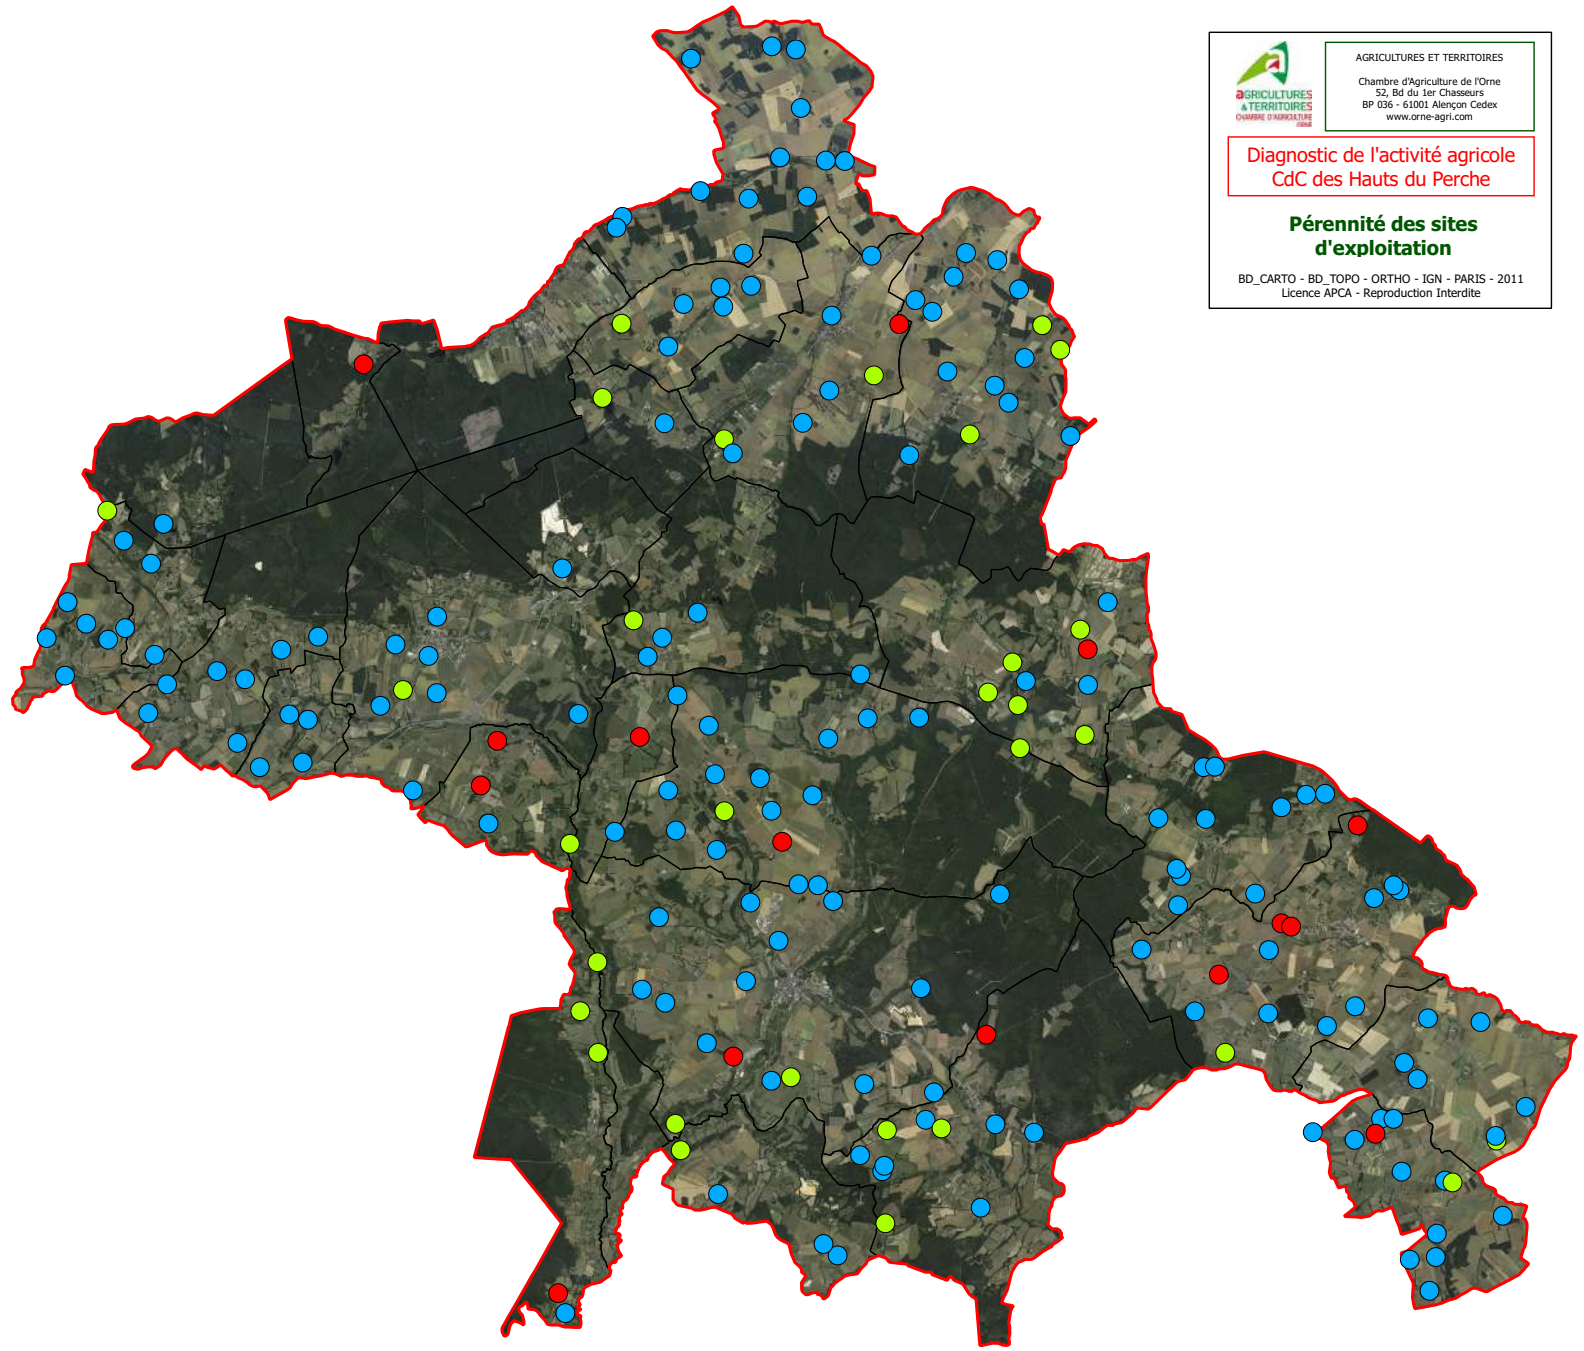 AGRICULTURES
& TERRITOIRES
CHAMBRE D'AGRICULTURE
AGRICULTURES ET TERRITOIRES
Chambre d'Agriculture de l'Orne
52, Bd du 1er Chasseurs
BP 036 - 61001 Alençon Cedex
www.orne-agri.com
Diagnostic de l'activité agricole
CdC des Hauts du Perche
Pérennité des sites
d'exploitation
BD_CARTO - BD_TOPO - ORTHO - IGN - PARIS - 2011
Licence APCA - Reproduction Interdite